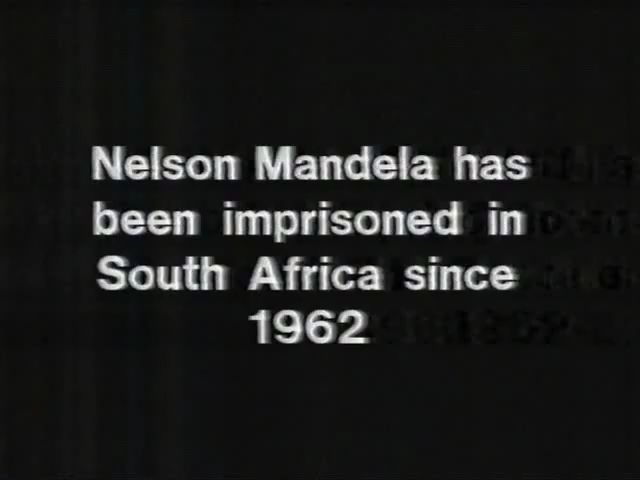 Nelson Mandela has
been imprisoned in
South Africa since
1962